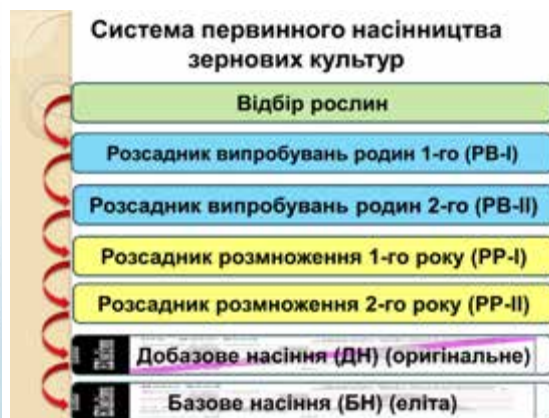 Система первинного насінництва
зернових культур
Відбір рослин
Розсадник випробувань родин 1-го (РВ-І)
Розсадник випробувань родин 2-го (РВ-ІІ)
Розсадник розмноження 1-го року (РР-І)
Розсадник розмноження 2-го року (РР-ІІ)
Добазове насіння (ДН) (оригінальне)
Базове насіння (БН) (еліта)